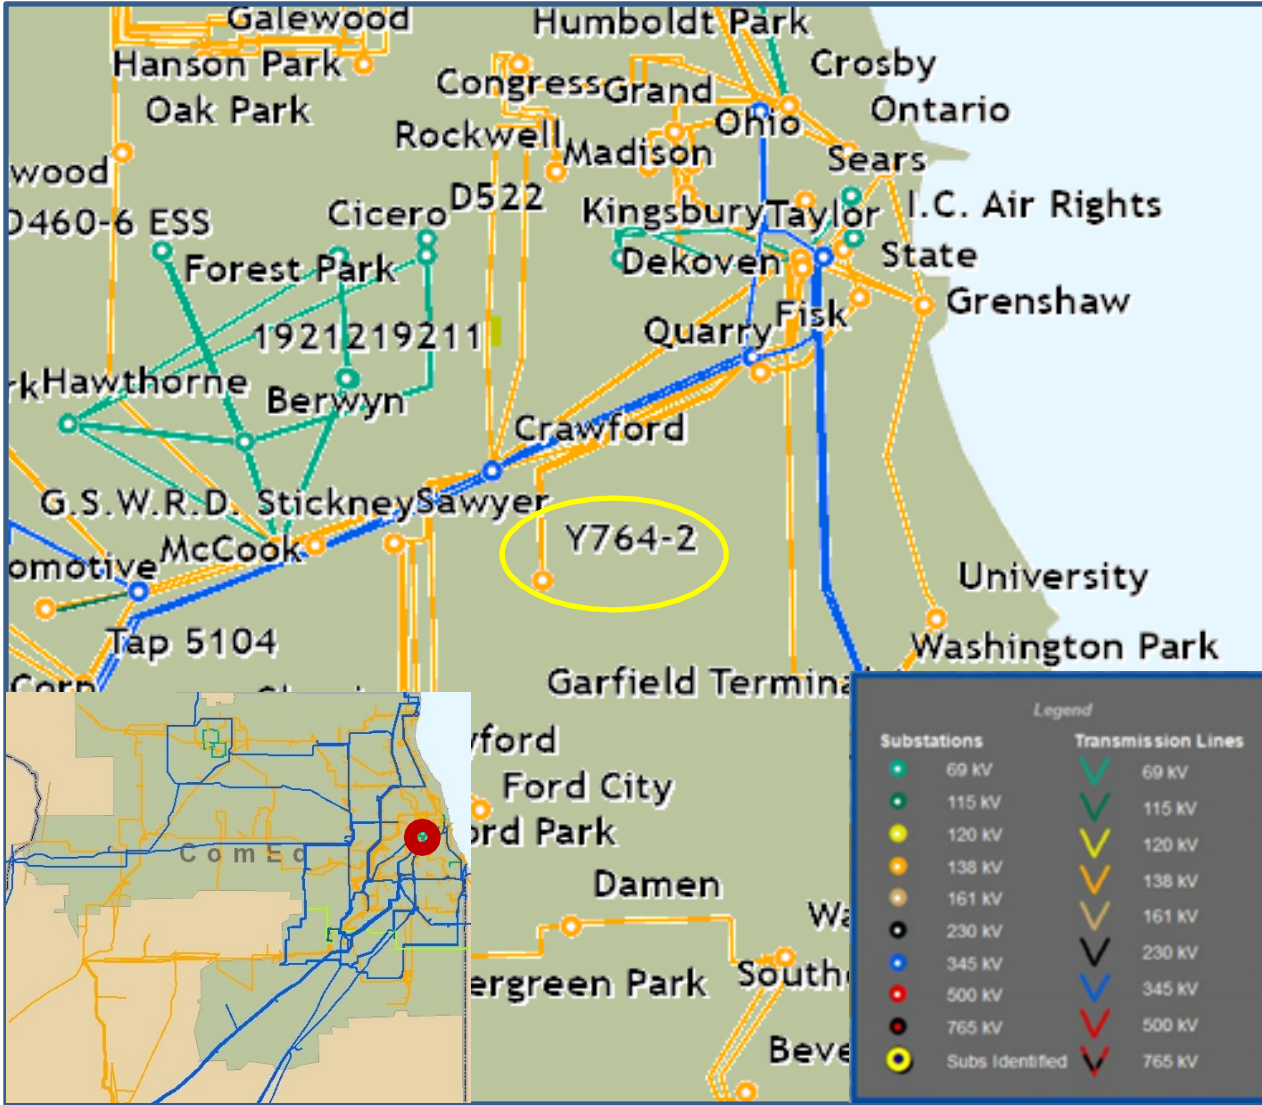 Galewood
Humboldt Park
Hanson Park
Crosby
Congress
Grand
Oak Park
Ohio
Ontario
Rockwell
Madison
Sears
wood
D522
Cicero
Kingsbury
Taylor
I.C. Air Rights
D460-6 ESS
Forest Park
Dekoven
State
Grenshaw
1921219211
Quarry
Fisk
rk
Hawthorne
Berwyn
Crawford
G.S.W.R.D. Stickney
Sawyer
McCook
Y764-2
omotive
University
Tap 5104
Washington Park
Corp
Garfield Termina
Legend
Substations
Transmission Lines
69 kV
69 kV
115 kV
115 kV
120 kV
120 kV
138 kV
138 kV
161 kV
161 kV
230 kV
230 kV
345 kV
345 kV
500 kV
500 kV
765 kV
765 kV
Subs Identified
ComEd
vford
Ford City
ord Park
Damen
Wa
ergreen Park
South
Beve